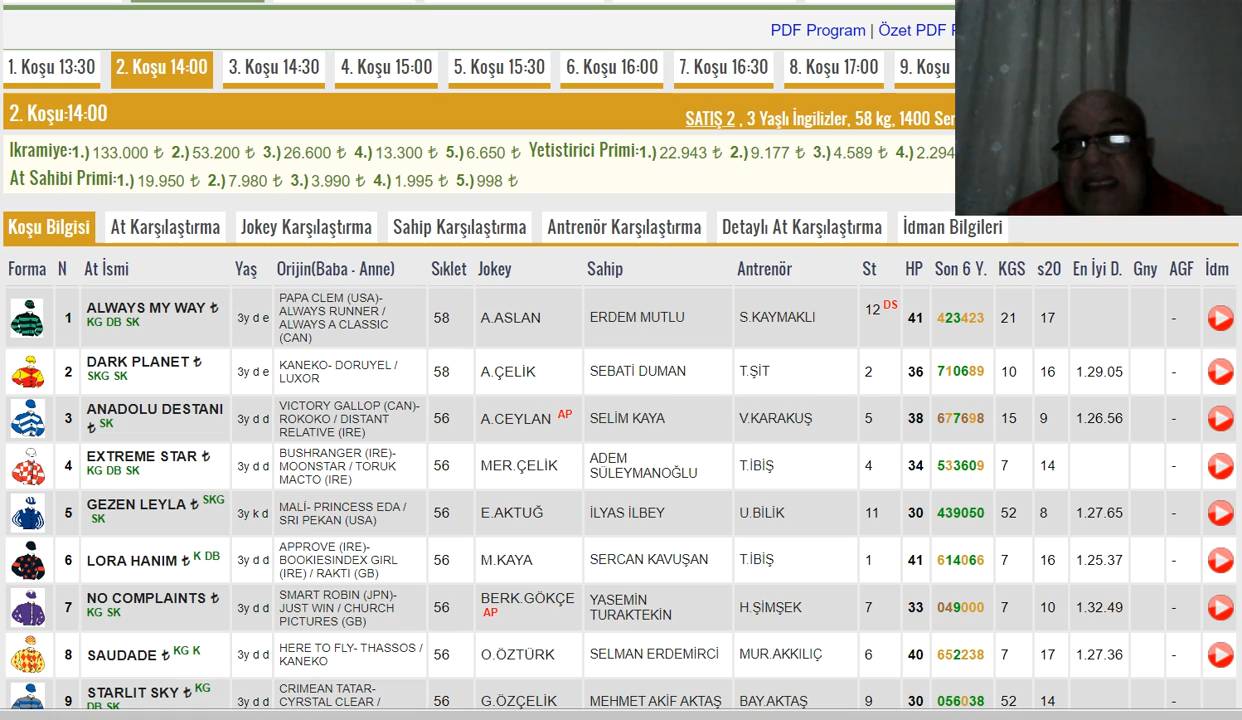 PDF Program | Özet PDF
1. Koşu 13:30 2. Koşu 14:00 3. Koşu 14:30 4. Koşu 15:00 5. Koşu 15:30 6. Koşu 16:00 7. Koşu 16:30 8. Koşu 17:00 9. Koşu
2. Koşu:14:00 SATIŞ 2 , 3 Yaşlı İngilizler, 58 kg, 1400
Ikramiye:1.) 133.000 ₺ 2.) 53.200 ₺ 3.) 26.600 ₺ 4.) 13.300 ₺ 5.) 6.650 ₺ Yetistirici Primi:1.) 22.943 ₺ 2.) 9.177 ₺ 3.) 4.589 ₺ 4.) 2.294
At Sahibi Primi:1.) 19.950 ₺ 2.) 7.980 ₺ 3.) 3.990 ₺ 4.) 1.995 ₺ 5.) 998 ₺
Koşu Bilgisi At Karşılaştırma Jokey Karşılaştırma Sahip Karşılaştırma Antrenör Karşılaştırma Detaylı At Karşılaştırma İdman Bilgileri
Forma N At İsmi Yaş Orijin(Baba - Anne) Sıklet Jokey Sahip Antrenör St HP Son 6 Y. KGS s20 En İyi D. Gny AGF İdm
1 ALWAYS MY WAY ₺ KG DB SK 3y d e PAPA CLEM (USA)- ALWAYS RUNNER / ALWAYS A CLASSIC (CAN) 58 A.ASLAN ERDEM MUTLU S.KAYMAKLI 12 DS 41 423423 21 17 -
2 DARK PLANET ₺ SKG SK 3y d e KANEKO- DORUYEL / LUXOR 58 A.ÇELİK SEBATİ DUMAN T.ŞİT 2 36 710689 10 16 1.29.05 -
3 ANADOLU DESTANI ₺ SK 3y d d VICTORY GALLOP (CAN)- ROKOKO / DISTANT RELATIVE (IRE) 56 A.CEYLAN AP SELİM KAYA V.KARAKUŞ 5 38 677698 15 9 1.26.56 -
4 EXTREME STAR ₺ KG DB SK 3y d d BUSHRANGER (IRE)- MOONSTAR / TORUK MACTO (IRE) 56 MER.ÇELİK ADEM SÜLEYMANOĞLU T.İBİŞ 4 34 533609 7 14 -
5 GEZEN LEYLA ₺ SKG SK 3y k d MALİ- PRINCESS EDA / SRI PEKAN (USA) 56 E.AKTUĞ İLYAS İLBEY U.BİLİK 11 30 439050 52 8 1.27.65 -
6 LORA HANIM ₺ K DB 3y d d APPROVE (IRE)- BOOKIESINDEX GIRL (IRE) / RAKTI (GB) 56 M.KAYA SERCAN KAVUŞAN T.İBİŞ 1 41 614066 7 16 1.25.37 -
7 NO COMPLAINTS ₺ KG SK 3y d d SMART ROBIN (JPN)- JUST WIN / CHURCH PICTURES (GB) 56 BERK.GÖKÇE AP YASEMİN TURAKTEKİN H.ŞİMŞEK 7 33 049000 7 10 1.32.49 -
8 SAUDADE ₺ KG K 3y d d HERE TO FLY- THASSOS / KANEKO 56 O.ÖZTÜRK SELMAN ERDEMİRCİ MUR.AKKILIÇ 6 40 652238 7 17 1.27.36 -
9 STARLIT SKY ₺ KG DB SK 3y d d CRIMEAN TATAR- CYRSTAL CLEAR / 56 G.ÖZÇELİK MEHMET AKİF AKTAŞ BAY.AKTAŞ 9 30 056038 52 14 -